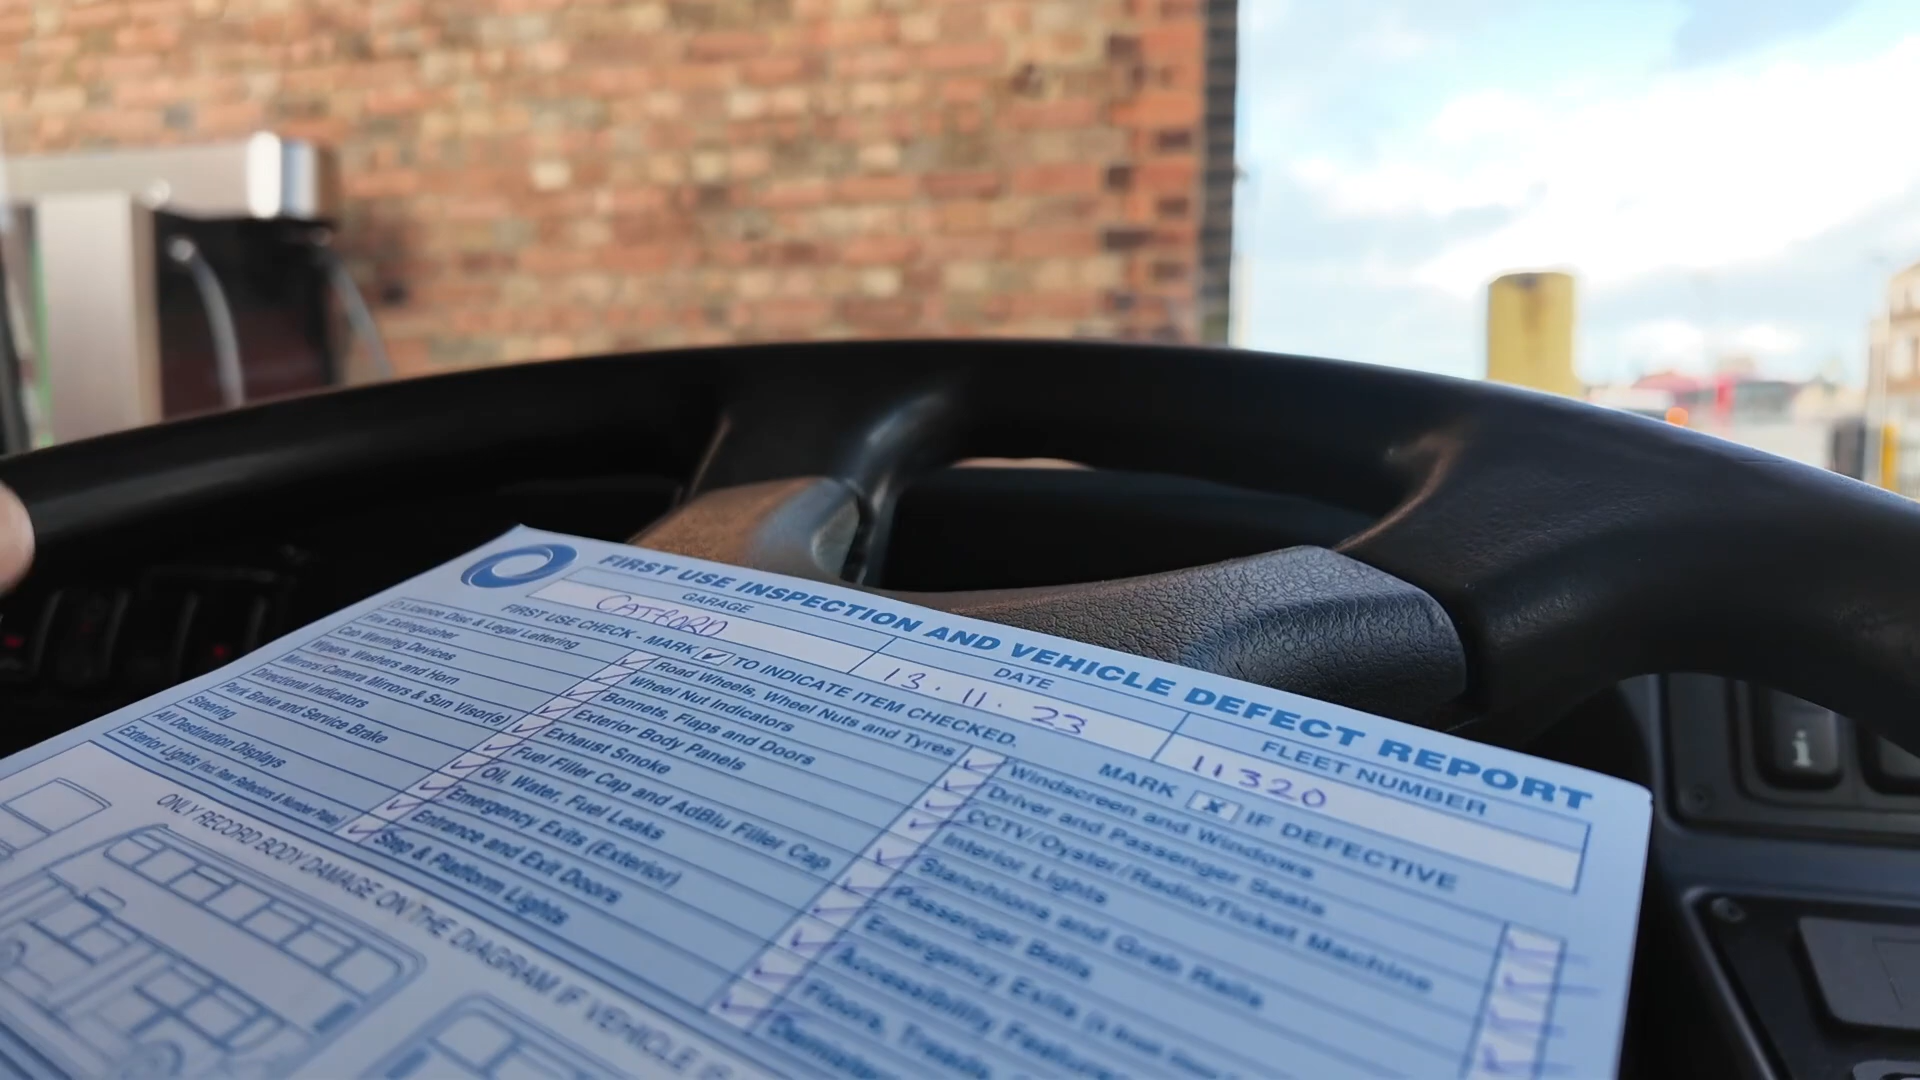 FIRST USE INSPECTION AND VEHICLE DEFECT REPORT
GARAGE
CATFORD
DATE
13.11.23
FLEET NUMBER
11320
FIRST USE CHECK - MARK ✓ TO INDICATE ITEM CHECKED.
MARK X IF DEFECTIVE
O Licence Disc & Legal Lettering
Fire Extinguisher
Cab Warning Devices
Wipers, Washers and Horn
Mirrors/Camera Mirrors & Sun Visor(s)
Directional Indicators
Park Brake and Service Brake
Steering
All Destination Displays
Exterior Lights (Incl. Rear Reflectors & Number Plate)
Road Wheels, Wheel Nuts and Tyres
Wheel Nut Indicators
Bonnets, Flaps and Doors
Exterior Body Panels
Exhaust Smoke
Fuel Filler Cap and AdBlu Filler Cap
Oil, Water, Fuel Leaks
Emergency Exits (Exterior)
Entrance and Exit Doors
Step & Platform Lights
Windscreen and Windows
Driver and Passenger Seats
CCTV/Oyster/Radio/Ticket Machine
Interior Lights
Stanchions and Grab Rails
Passenger Bells
Emergency Exits
Accessibility
Floors,
ONLY RECORD BODY DAMAGE ON THE DIAGRAM IF VEHICLE
i